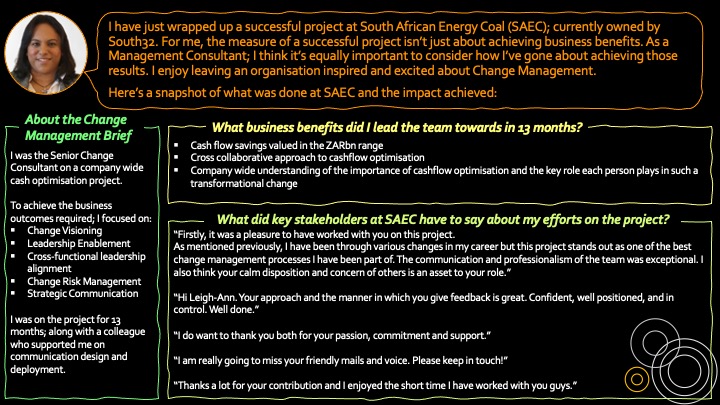 I have just wrapped up a successful project at South African Energy Coal (SAEC); currently owned by
South32. For me, the measure of a successful project isn't just about achieving business benefits. As a
Management Consultant; I think it's equally important to consider how I've gone about achieving those
results. I enjoy leaving an organisation inspired and excited about Change Management.
Here's a snapshot of what was done at SAEC and the impact achieved:
About the Change
Management Brief
I was the Senior Change
Consultant on a company wide
cash optimisation project.
To achieve the business
outcomes required; I focused on:
▪ Change Visioning
▪ Leadership Enablement
▪ Cross-functional leadership
alignment
▪ Change Risk Management
▪ Strategic Communication
I was on the project for 13
months; along with a colleague
who supported me on
communication design and
deployment.
What business benefits did I lead the team towards in 13 months?
▪ Cash flow savings valued in the ZARbn range
▪ Cross collaborative approach to cashflow optimisation
▪ Company wide understanding of the importance of cashflow optimisation and the key role each person plays in such a
transformational change
What did key stakeholders at SAEC have to say about my efforts on the project?
"Firstly, it was a pleasure to have worked with you on this project.
As mentioned previously, I have been through various changes in my career but this project stands out as one of the best
change management processes I have been part of. The communication and professionalism of the team was exceptional. I
also think your calm disposition and concern of others is an asset to your role."
"Hi Leigh-Ann. Your approach and the manner in which you give feedback is great. Confident, well positioned, and in
control. Well done."
"I do want to thank you both for your passion, commitment and support."
"I am really going to miss your friendly mails and voice. Please keep in touch!"
"Thanks a lot for your contribution and I enjoyed the short time I have worked with you guys."